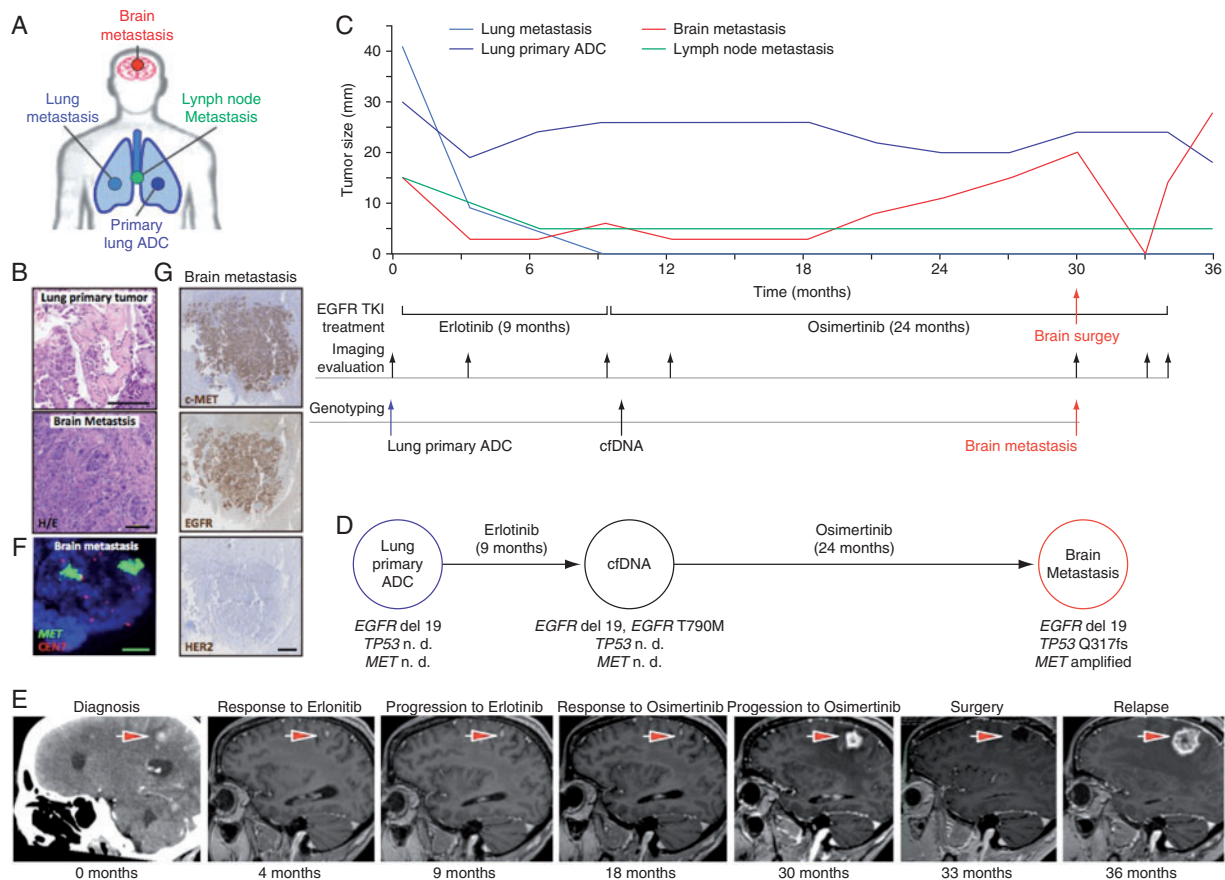 A
Brain
metastasis
Lung
metastasis
Lymph node
Metastasis
Primary
lung ADC
B
Lung primary tumor
Brain Metastsis
H/E
F
Brain metastasis
MET
CEN7
G
Brain metastasis
c-MET
EGFR
HER2
C
Lung metastasis
Lung primary ADC
Brain metastasis
Lymph node metastasis
Tumor size (mm)
40
30
20
10
0
0
6
12
18
24
30
36
Time (months)
EGFR TKI
treatment
Erlotinib (9 months)
Osimertinib (24 months)
Brain surgey
Imaging
evaluation
Genotyping
Lung primary ADC
cfDNA
Brain metastasis
D
Lung
primary
ADC
Erlotinib
(9 months)
cfDNA
Osimertinib
(24 months)
Brain
Metastasis
EGFR del 19
TP53 n. d.
MET n. d.
EGFR del 19, EGFR T790M
TP53 n. d.
MET n. d.
EGFR del 19
TP53 Q317fs
MET amplified
E
Diagnosis
Response to Erlonitib
Progression to Erlotinib
Response to Osimertinib
Progession to Osimertinib
Surgery
Relapse
0 months
4 months
9 months
18 months
30 months
33 months
36 months